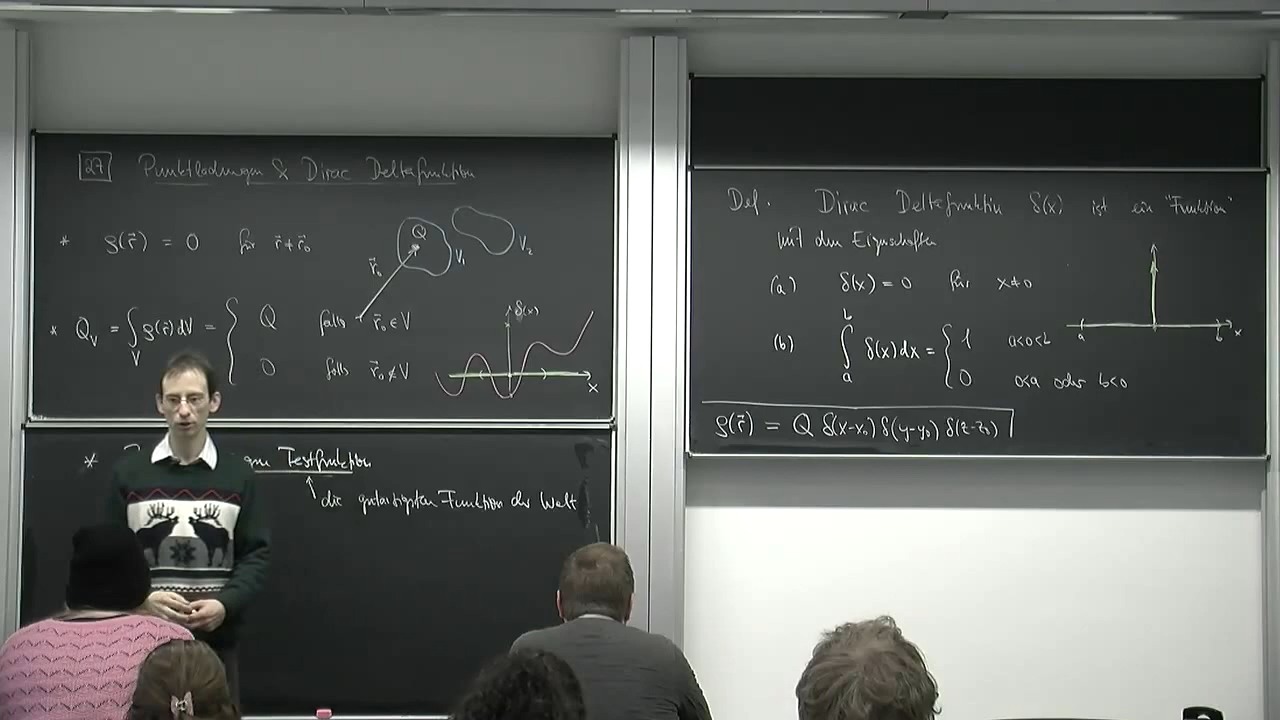 27 Punktladungen & Dirac Deltafunktion
* ρ(r⃗) = 0 für r⃗ ≠ r⃗₀
Q
r⃗₀
V₁
V₂
* Q_V = ∫_V ρ(r⃗) dV = { Q falls r⃗₀ ∈ V
0 falls r⃗₀ ∉ V
δ(x)
x
* Testfunktion
↑ die gutartigsten Funktion der Welt
Def. Dirac Deltafunktion δ(x) ist ein "Funktion"
mit den Eigenschaften
(a) δ(x) = 0 für x ≠ 0
(b) ∫_a^b δ(x) dx = { 1 a<0<b
0 0<a oder b<0
a b x
ρ(r⃗) = Q δ(x-x₀) δ(y-y₀) δ(z-z₀)